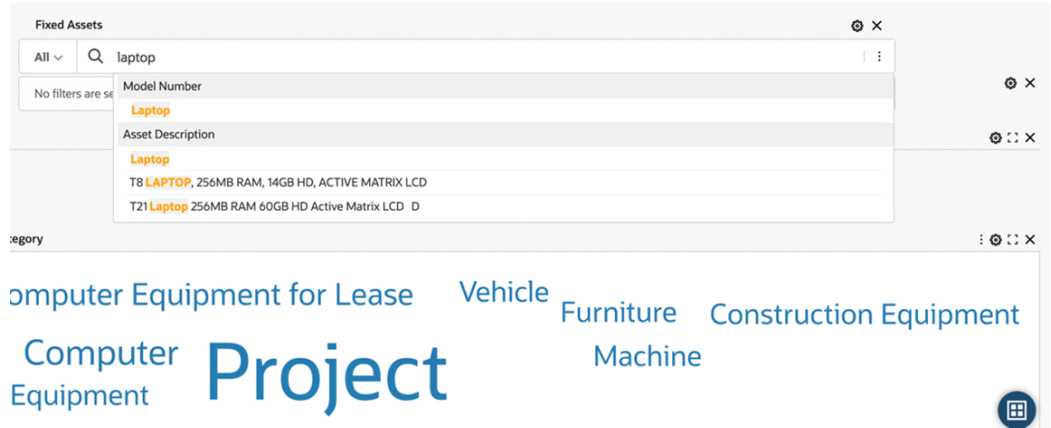 Fixed Assets
All laptop
No filters are se
Model Number
Laptop
Asset Description
Laptop
T8 LAPTOP, 256MB RAM, 14GB HD, ACTIVE MATRIX LCD
T21 Laptop 256MB RAM 60GB HD Active Matrix LCD D
tegory
omputer Equipment for Lease
Vehicle
Furniture
Construction Equipment
Computer
Equipment
Project
Machine